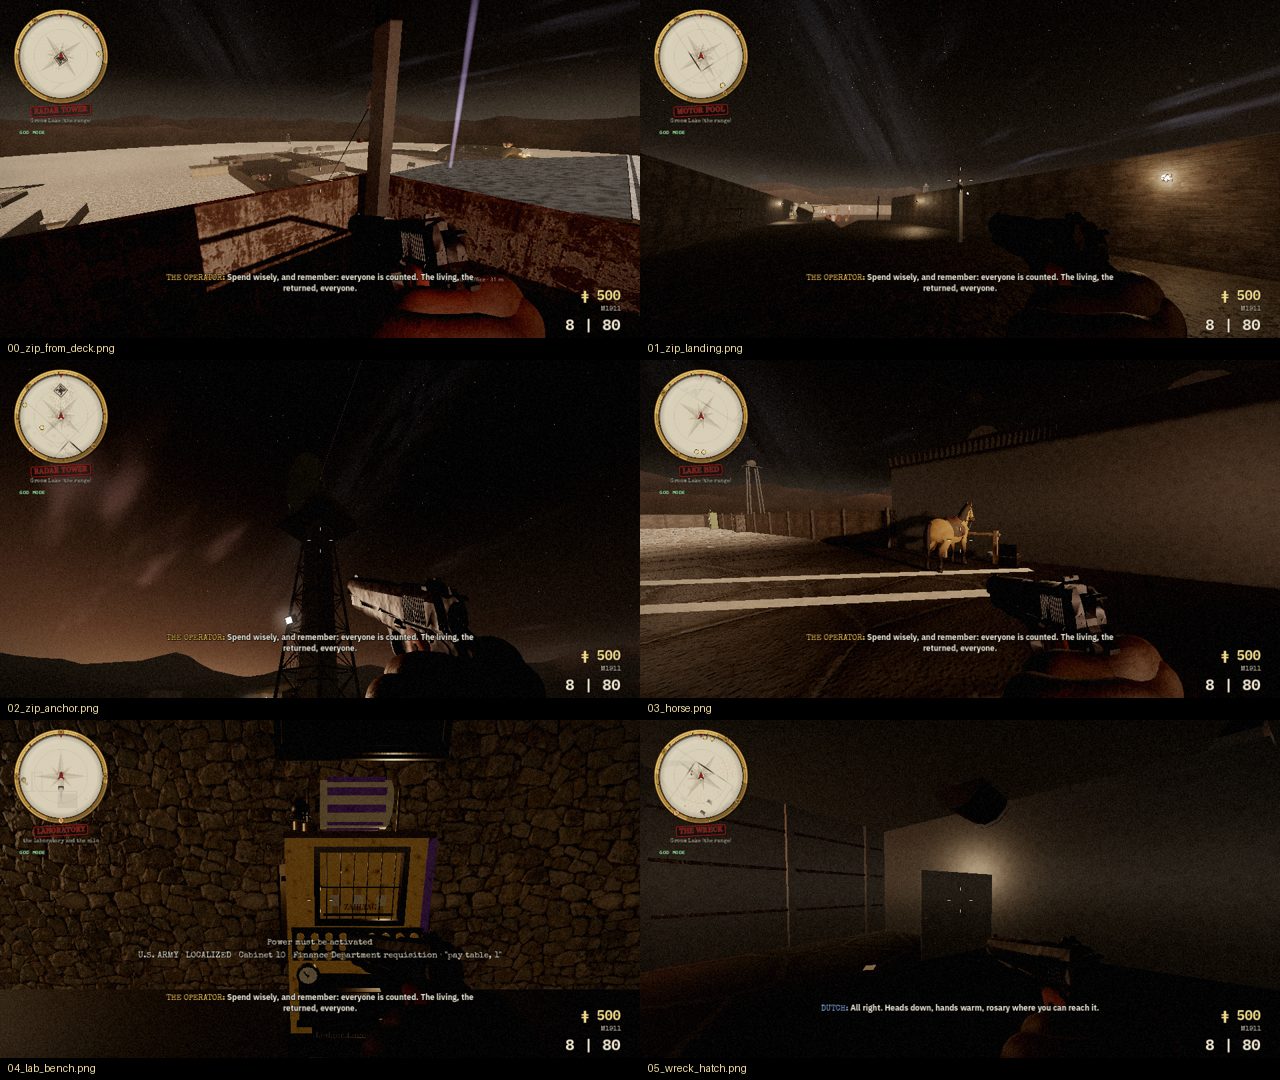 RADAR TOWER
Groom Lake (the range)
GOD MODE
THE OPERATOR: Spend wisely, and remember: everyone is counted. The living, the
returned, everyone.
500
M1911
8 | 80
00_zip_from_deck.png
MOTOR POOL
Groom Lake (the range)
GOD MODE
THE OPERATOR: Spend wisely, and remember: everyone is counted. The living, the
returned, everyone.
500
M1911
8 | 80
01_zip_landing.png
RADAR TOWER
Groom Lake (the range)
GOD MODE
THE OPERATOR: Spend wisely, and remember: everyone is counted. The living, the
returned, everyone.
500
M1911
8 | 80
02_zip_anchor.png
LAKE BED
Groom Lake (the range)
GOD MODE
THE OPERATOR: Spend wisely, and remember: everyone is counted. The living, the
returned, everyone.
500
M1911
8 | 80
03_horse.png
LABORATORY
the laboratory and the silo
GOD MODE
Power must be activated
U.S. ARMY LOCALIZED Cabinet 10 Finance Department requisition "pay table, 1"
THE OPERATOR: Spend wisely, and remember: everyone is counted. The living, the
returned, everyone.
500
M1911
8 | 80
04_lab_bench.png
THE WRECK
Groom Lake (the range)
GOD MODE
DUTCH: All right. Heads down, hands warm, rosary where you can reach it.
500
M1911
8 | 80
05_wreck_hatch.png